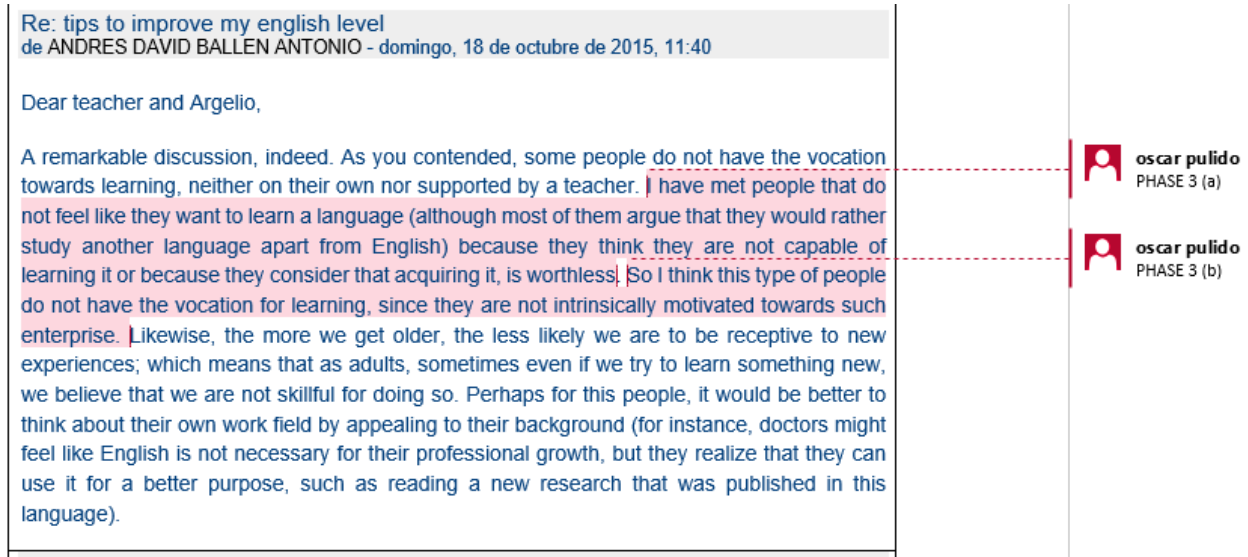 Re: tips to improve my english level
de ANDRES DAVID BALLEN ANTONIO - domingo, 18 de octubre de 2015, 11:40
Dear teacher and Argelio,
A remarkable discussion, indeed. As you contended, some people do not have the vocation
towards learning, neither on their own nor supported by a teacher. I have met people that do
not feel like they want to learn a language (although most of them argue that they would rather
study another language apart from English) because they think they are not capable of
learning it or because they consider that acquiring it, is worthless. So I think this type of people
do not have the vocation for learning, since they are not intrinsically motivated towards such
enterprise. Likewise, the more we get older, the less likely we are to be receptive to new
experiences; which means that as adults, sometimes even if we try to learn something new,
we believe that we are not skillful for doing so. Perhaps for this people, it would be better to
think about their own work field by appealing to their background (for instance, doctors might
feel like English is not necessary for their professional growth, but they realize that they can
use it for a better purpose, such as reading a new research that was published in this
language).
oscar pulido
PHASE 3 (a)
oscar pulido
PHASE 3 (b)